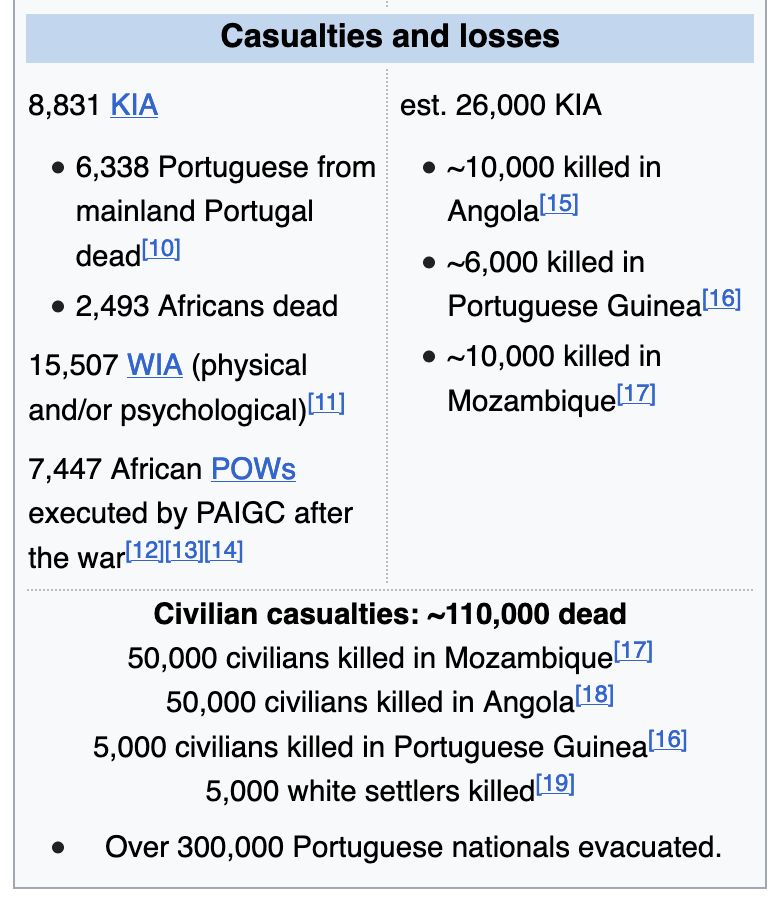 Casualties and losses
8,831 KIA
• 6,338 Portuguese from
mainland Portugal
dead[10]
• 2,493 Africans dead
15,507 WIA (physical
and/or psychological)[11]
7,447 African POWs
executed by PAIGC after
the war[12][13][14]
est. 26,000 KIA
• ~10,000 killed in
Angola[15]
• ~6,000 killed in
Portuguese Guinea[16]
• ~10,000 killed in
Mozambique[17]
Civilian casualties: ~110,000 dead
50,000 civilians killed in Mozambique[17]
50,000 civilians killed in Angola[18]
5,000 civilians killed in Portuguese Guinea[16]
5,000 white settlers killed[19]
• Over 300,000 Portuguese nationals evacuated.